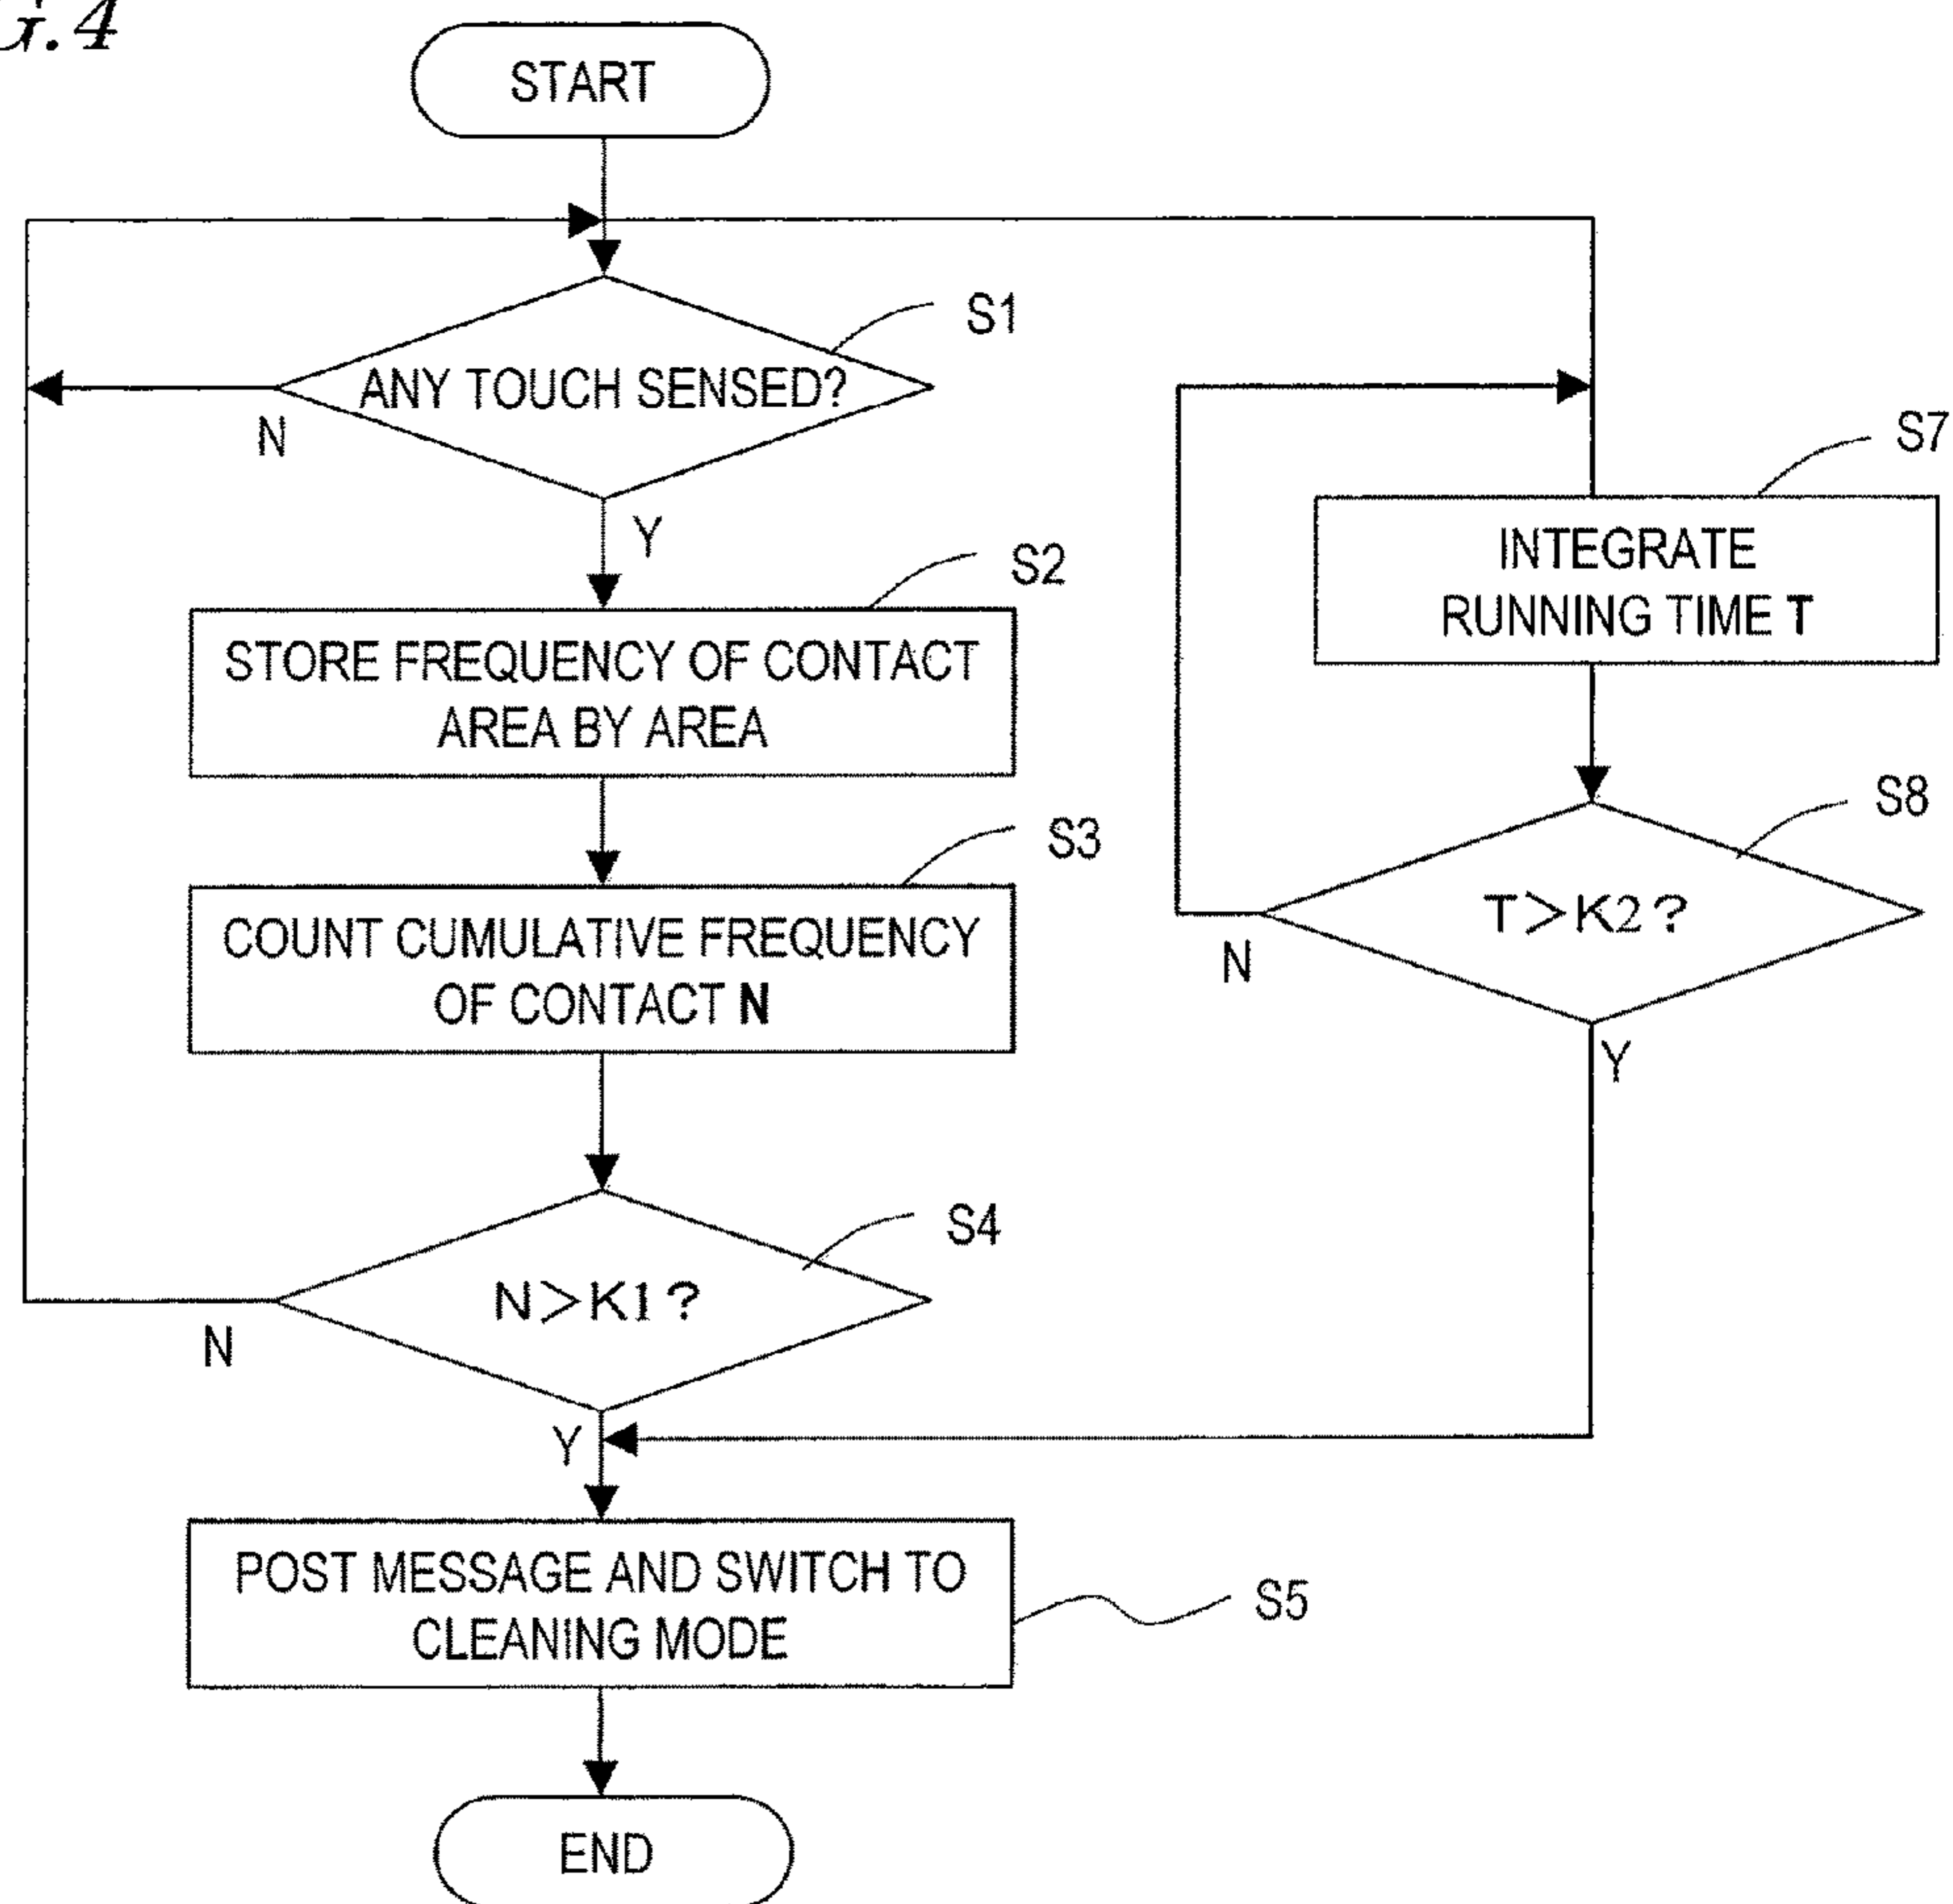 G.4
START
ANY TOUCH SENSED?
S1
N
Y
S2
STORE FREQUENCY OF CONTACT
AREA BY AREA
S3
COUNT CUMULATIVE FREQUENCY
OF CONTACT N
S4
N>K1?
N
Y
S7
INTEGRATE
RUNNING TIME T
S8
T>K2?
N
Y
POST MESSAGE AND SWITCH TO
CLEANING MODE
S5
END